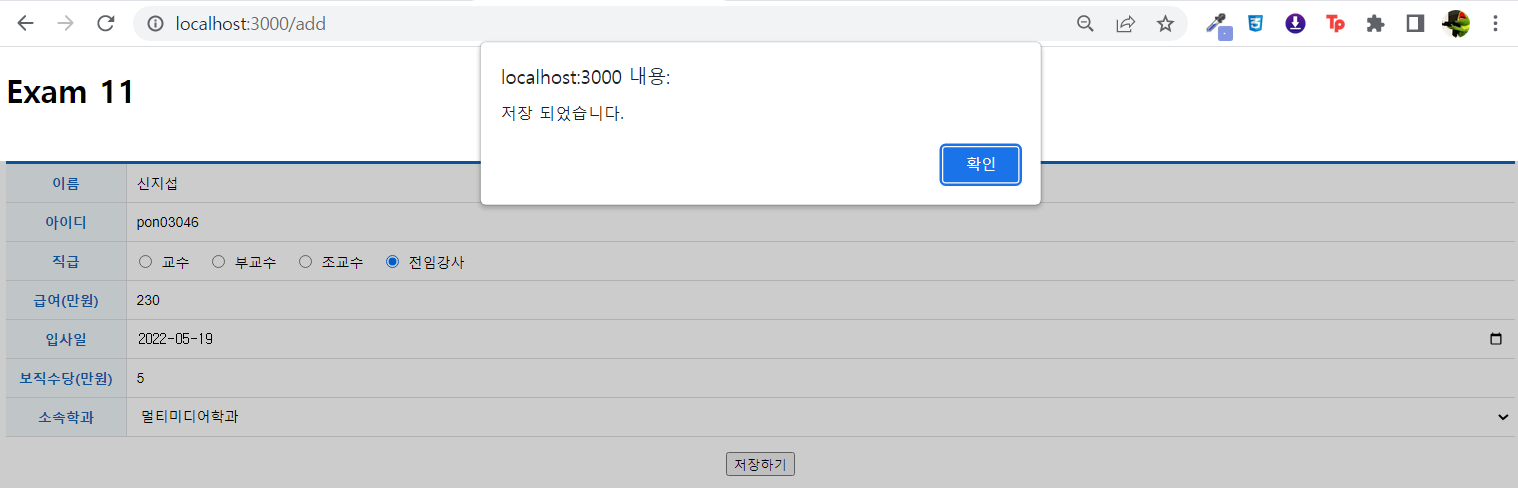 localhost:3000/add
Tp
localhost:3000 내용:
저장 되었습니다.
확인
Exam 11
이름 신지섭
아이디 pon03046
직급 교수 부교수 조교수 전임강사
급여(만원) 230
입사일 2022-05-19
보직수당(만원) 5
소속학과 멀티미디어학과
저장하기